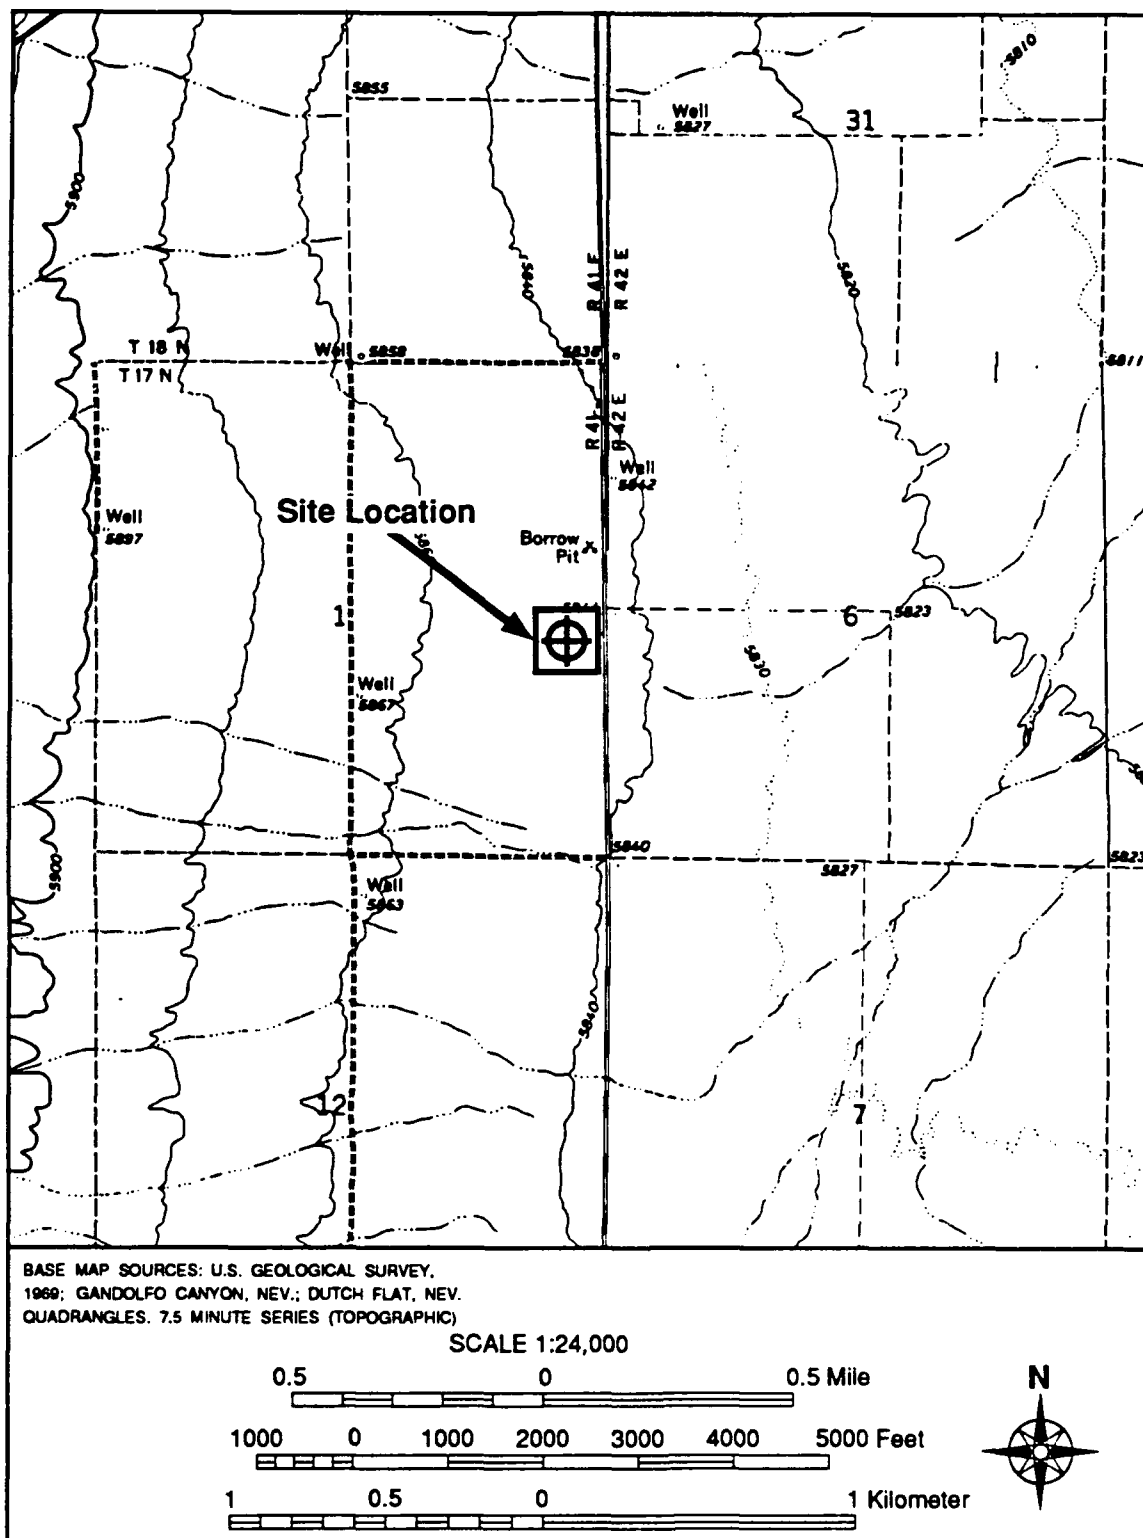 5810
5855
Well
5827
31
5900
R 41 E
R 42 E
5840
5820
T 18 N
Well
5858
5838
5811
T 17 N
R 42 E
Well
5842
Site Location
Well
5897
Borrow
Pit
1
6
5823
5830
Well
5867
5840
5827
5823
5900
Well
5863
5840
12
7
BASE MAP SOURCES: U.S. GEOLOGICAL SURVEY,
1969; GANDOLFO CANYON, NEV.; DUTCH FLAT, NEV.
QUADRANGLES. 7.5 MINUTE SERIES (TOPOGRAPHIC)
SCALE 1:24,000
0.5 0 0.5 Mile
N
1000 0 1000 2000 3000 4000 5000 Feet
1 0.5 0 1 Kilometer